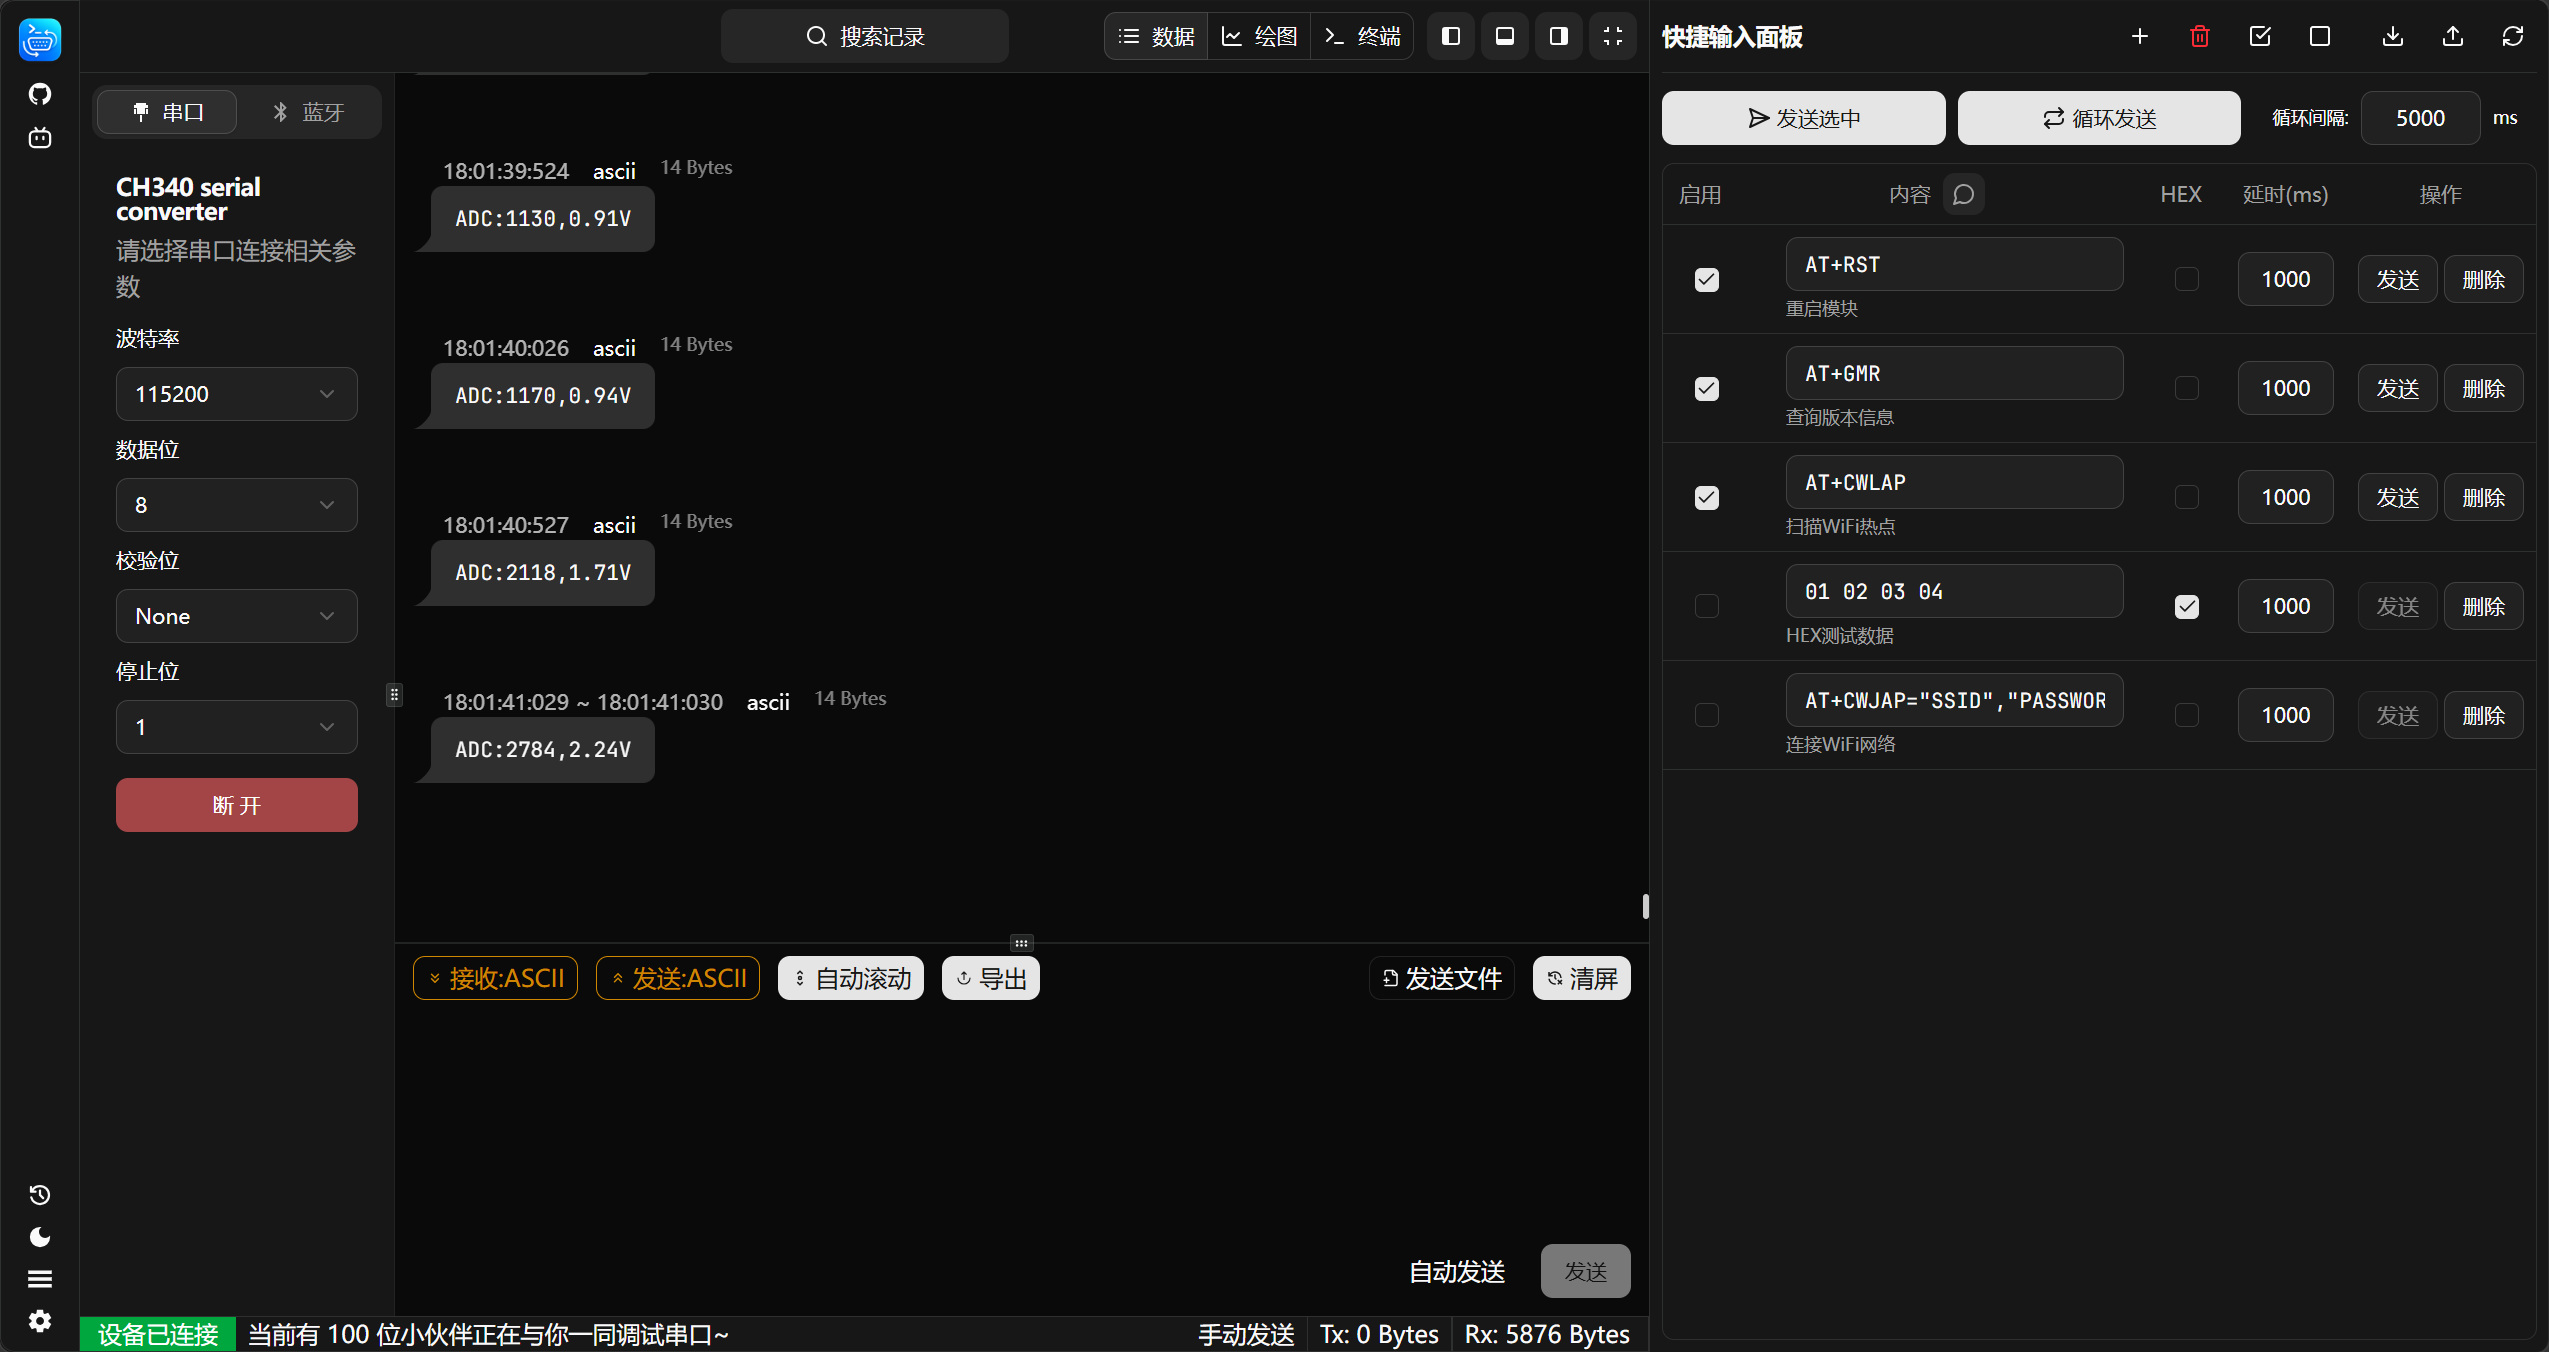 搜索记录
数据
绘图
终端
串口
蓝牙
CH340 serial
converter
请选择串口连接相关参
数
波特率
115200
数据位
8
校验位
None
停止位
1
断 开
18:01:39:524 ascii 14 Bytes
ADC:1130,0.91V
18:01:40:026 ascii 14 Bytes
ADC:1170,0.94V
18:01:40:527 ascii 14 Bytes
ADC:2118,1.71V
18:01:41:029 ~ 18:01:41:030 ascii 14 Bytes
ADC:2784,2.24V
接收:ASCII
发送:ASCII
自动滚动
导出
发送文件
清屏
自动发送
发送
设备已连接
当前有 100 位小伙伴正在与你一同调试串口~
手动发送
Tx: 0 Bytes
Rx: 5876 Bytes
快捷输入面板
发送选中
循环发送
循环间隔: 5000 ms
启用 内容 HEX 延时(ms) 操作
AT+RST 1000 发送 删除
重启模块
AT+GMR 1000 发送 删除
查询版本信息
AT+CWLAP 1000 发送 删除
扫描WiFi热点
01 02 03 04 1000 发送 删除
HEX测试数据
AT+CWJAP="SSID","PASSWOR 1000 发送 删除
连接WiFi网络